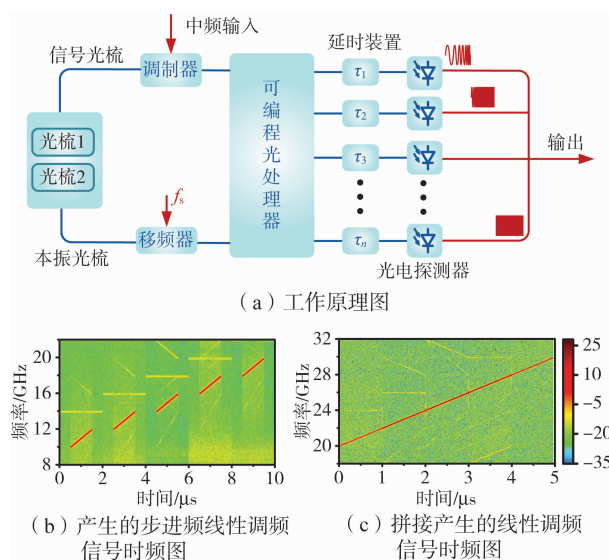 中频输入
信号光梳
调制器
延时装置
光梳1
光梳2
可编程光处理器
τ1
τ2
τ3
τn
输出
fs
移频器
本振光梳
光电探测器
(a)工作原理图
频率/GHz
20
16
12
8
0 2 4 6 8 10
时间/μs
(b)产生的步进频线性调频
信号时频图
频率/GHz
32
28
24
20
0 1 2 3 4 5
时间/μs
25
10
-5
-20
-35
(c)拼接产生的线性调频
信号时频图